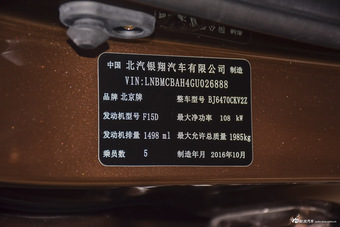 中国 北汽银翔汽车有限公司 制造
VIN:LNBMCBAH4GU026888
品牌 北京牌 整车型号 BJ6470CKV2Z
发动机型号 F15D 最大净功率 108 kW
发动机排量 1498 ml 最大允许总质量 1985kg
乘员数 5 制造年月 2016年10月